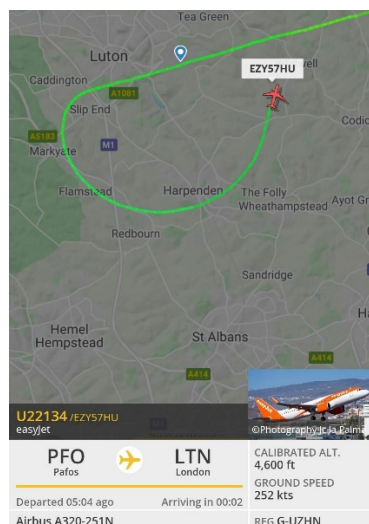 Tea Green
Luton
EZY57HU
Caddington
A1081
Slip End
Codic
A5183
M1
Markyate
Flamstead
Harpenden
The Folly
Wheathampstead
Ayot Gr
Redbourn
Sandridge
Hemel
Hempstead
St Albans
A414
A414
U22134 /EZY57HU
easyJet
©Photography Jr la Palma
PFO
LTN
Pafos
London
CALIBRATED ALT.
4,600 ft
GROUND SPEED
252 kts
Departed 05:04 ago
Arriving in 00:02
Airbus A320-251N
REG G-UZHN